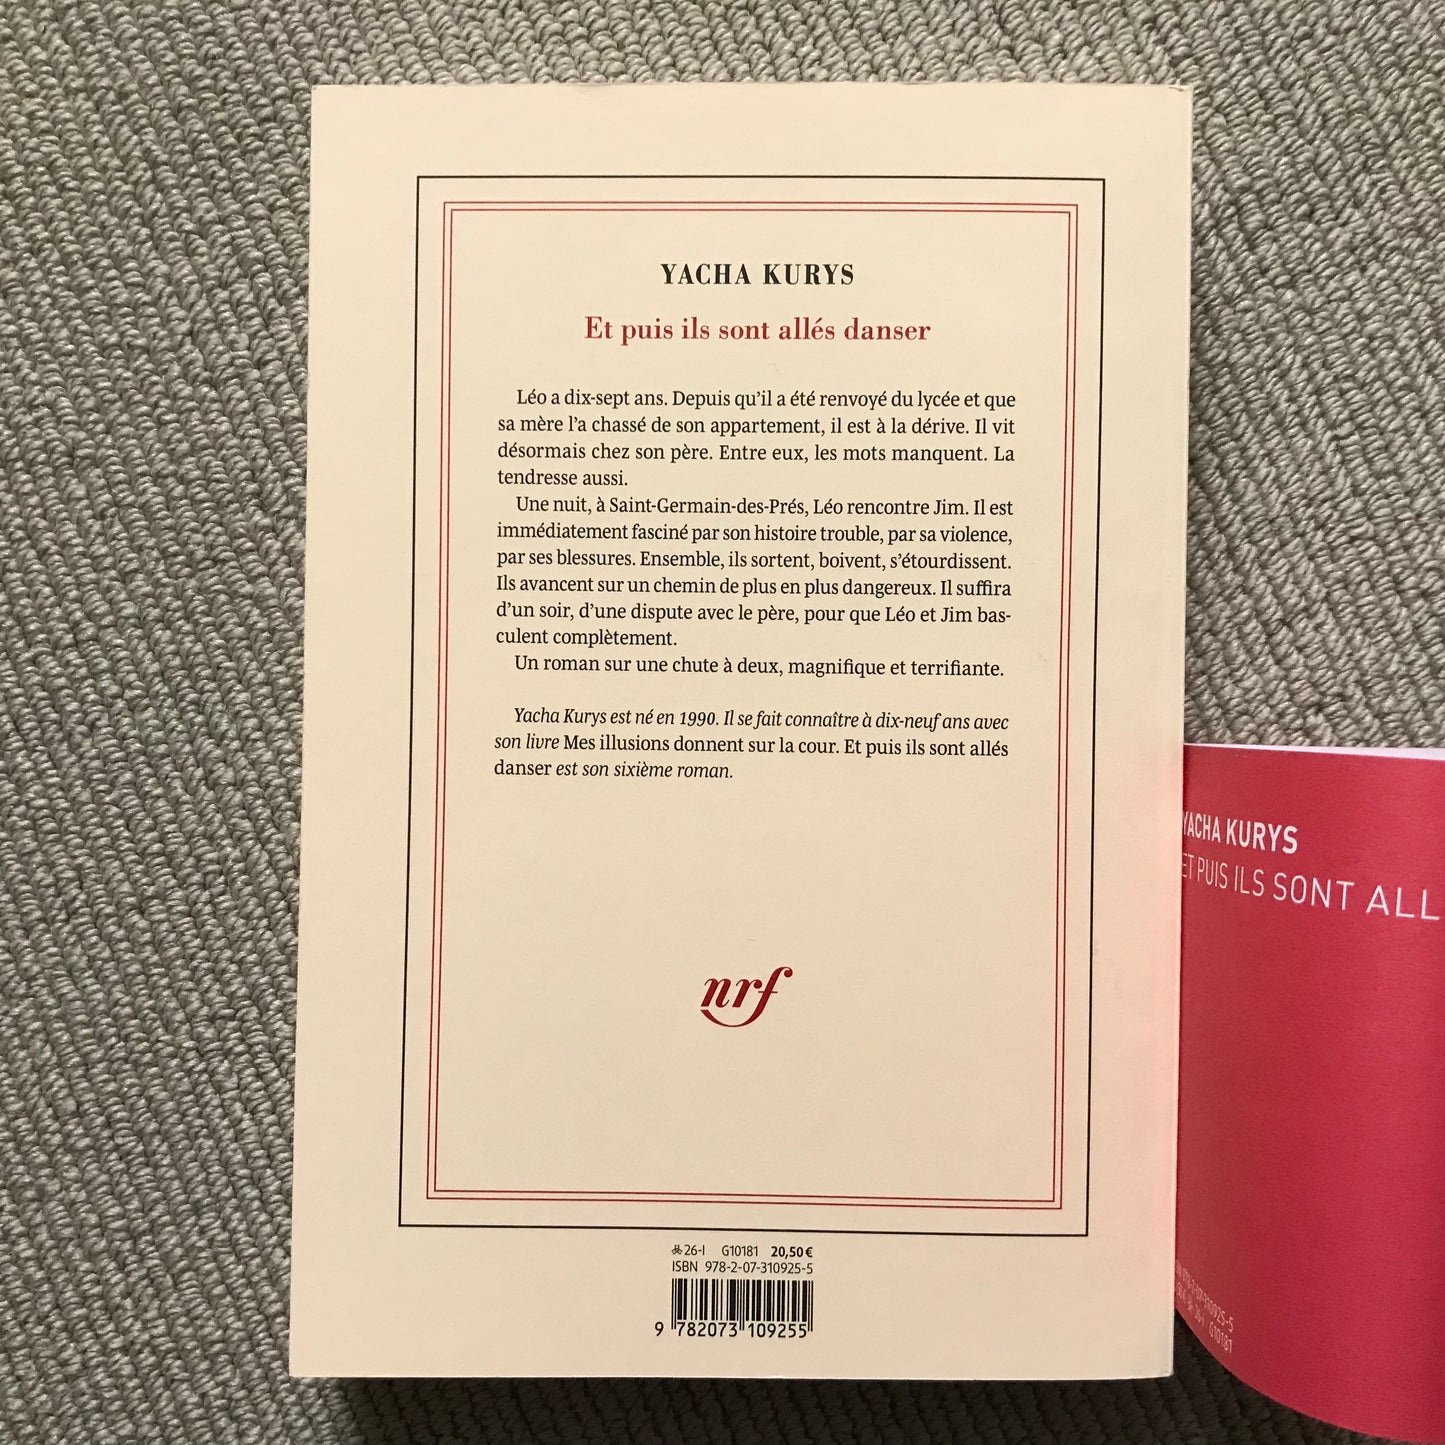 YACHA KURYS
Et puis ils sont allés danser
Léo a dix-sept ans. Depuis qu'il a été renvoyé du lycée et que
sa mère l'a chassé de son appartement, il est à la dérive. Il vit
désormais chez son père. Entre eux, les mots manquent. La
tendresse aussi.
Une nuit, à Saint-Germain-des-Prés, Léo rencontre Jim. Il est
immédiatement fasciné par son histoire trouble, par sa violence,
par ses blessures. Ensemble, ils sortent, boivent, s'étourdissent.
Ils avancent sur un chemin de plus en plus dangereux. Il suffira
d'un soir, d'une dispute avec le père, pour que Léo et Jim bas-
culent complètement.
Un roman sur une chute à deux, magnifique et terrifiante.
Yacha Kurys est né en 1990. Il se fait connaître à dix-neuf ans avec
son livre Mes illusions donnent sur la cour. Et puis ils sont allés
danser est son sixième roman.
nrf
26-I G10181 20,50 €
ISBN 978-2-07-310925-5
9 782073 109255
YACHA KURYS
ET PUIS ILS SONT ALL
978-2-07-310925-5
26-I G10181